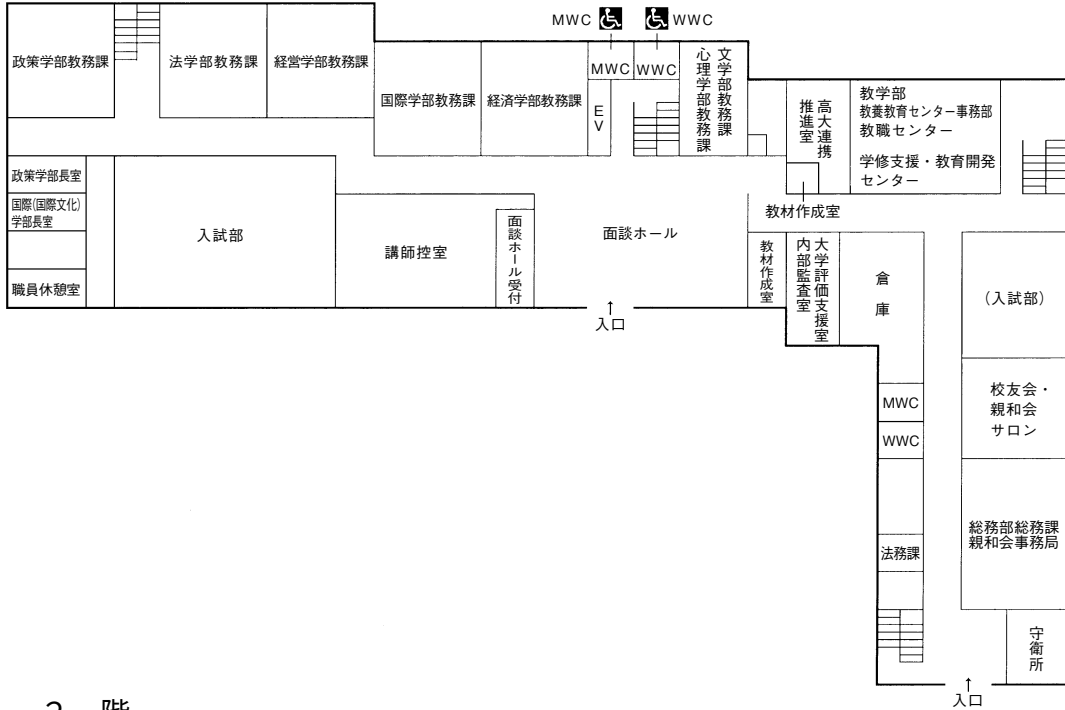 MWC
WWC
政策学部教務課
法学部教務課
経営学部教務課
国際学部教務課
経済学部教務課
MWC
WWC
EV
文学部教務課
心理学部教務課
高大連携
推進室
教学部
教養教育センター事務部
教職センター
学修支援・教育開発
センター
政策学部長室
国際(国際文化)
学部長室
職員休憩室
入試部
講師控室
面談ホール受付
面談ホール
教材作成室
教材作成室
大学評価支援室
内部監査室
倉庫
(入試部)
↑
入口
MWC
WWC
校友会・
親和会
サロン
法務課
総務部総務課
親和会事務局
守衛所
↑
入口
2 階